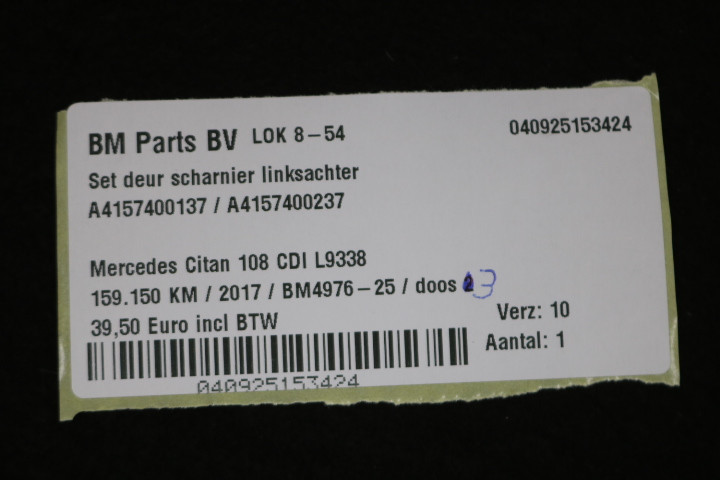 BM Parts BV LOK 8-54 040925153424
Set deur scharnier linksachter
A4157400137 / A4157400237
Mercedes Citan 108 CDI L9338
159.150 KM / 2017 / BM4976-25 / doos 3
39,50 Euro incl BTW
Verz: 10
Aantal: 1
040925153424